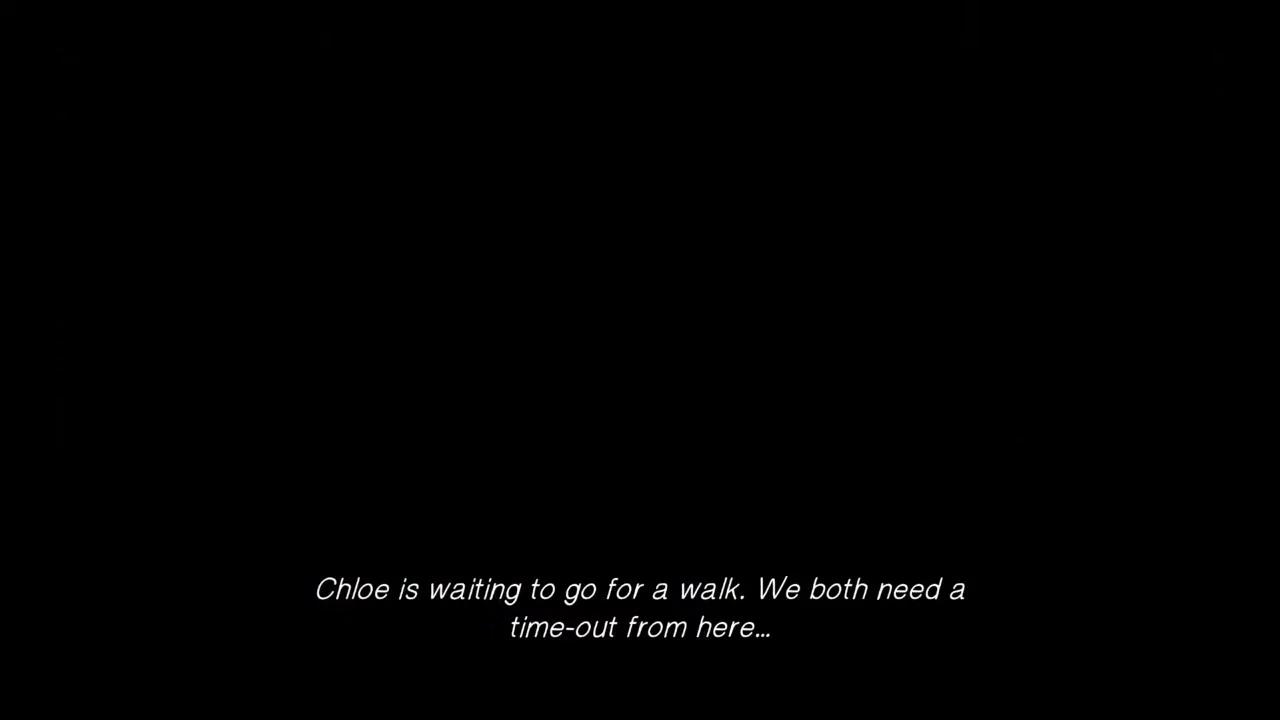 Chloe is waiting to go for a walk. We both need a
time-out from here...